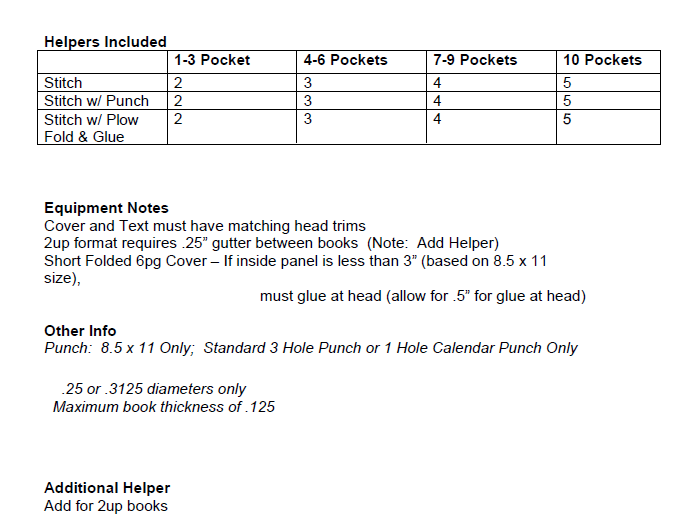 Helpers Included
1-3 Pocket 4-6 Pockets 7-9 Pockets 10 Pockets
Stitch 2 3 4 5
Stitch w/ Punch 2 3 4 5
Stitch w/ Plow 2 3 4 5
Fold & Glue
Equipment Notes
Cover and Text must have matching head trims
2up format requires .25” gutter between books (Note: Add Helper)
Short Folded 6pg Cover – If inside panel is less than 3” (based on 8.5 x 11
size),
must glue at head (allow for .5” for glue at head)
Other Info
Punch: 8.5 x 11 Only; Standard 3 Hole Punch or 1 Hole Calendar Punch Only
.25 or .3125 diameters only
Maximum book thickness of .125
Additional Helper
Add for 2up books